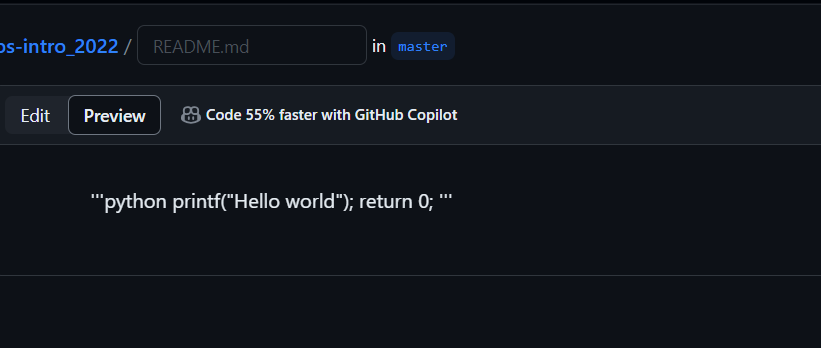 os-intro_2022 / README.md in master
Edit Preview Code 55% faster with GitHub Copilot
'''python printf("Hello world"); return 0; '''